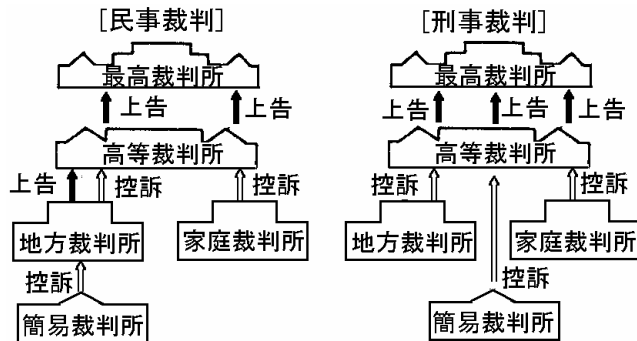 [民事裁判]
最高裁判所
上告
上告
高等裁判所
上告
控訴
控訴
地方裁判所
家庭裁判所
控訴
簡易裁判所
[刑事裁判]
最高裁判所
上告
上告
上告
高等裁判所
控訴
控訴
地方裁判所
家庭裁判所
控訴
簡易裁判所